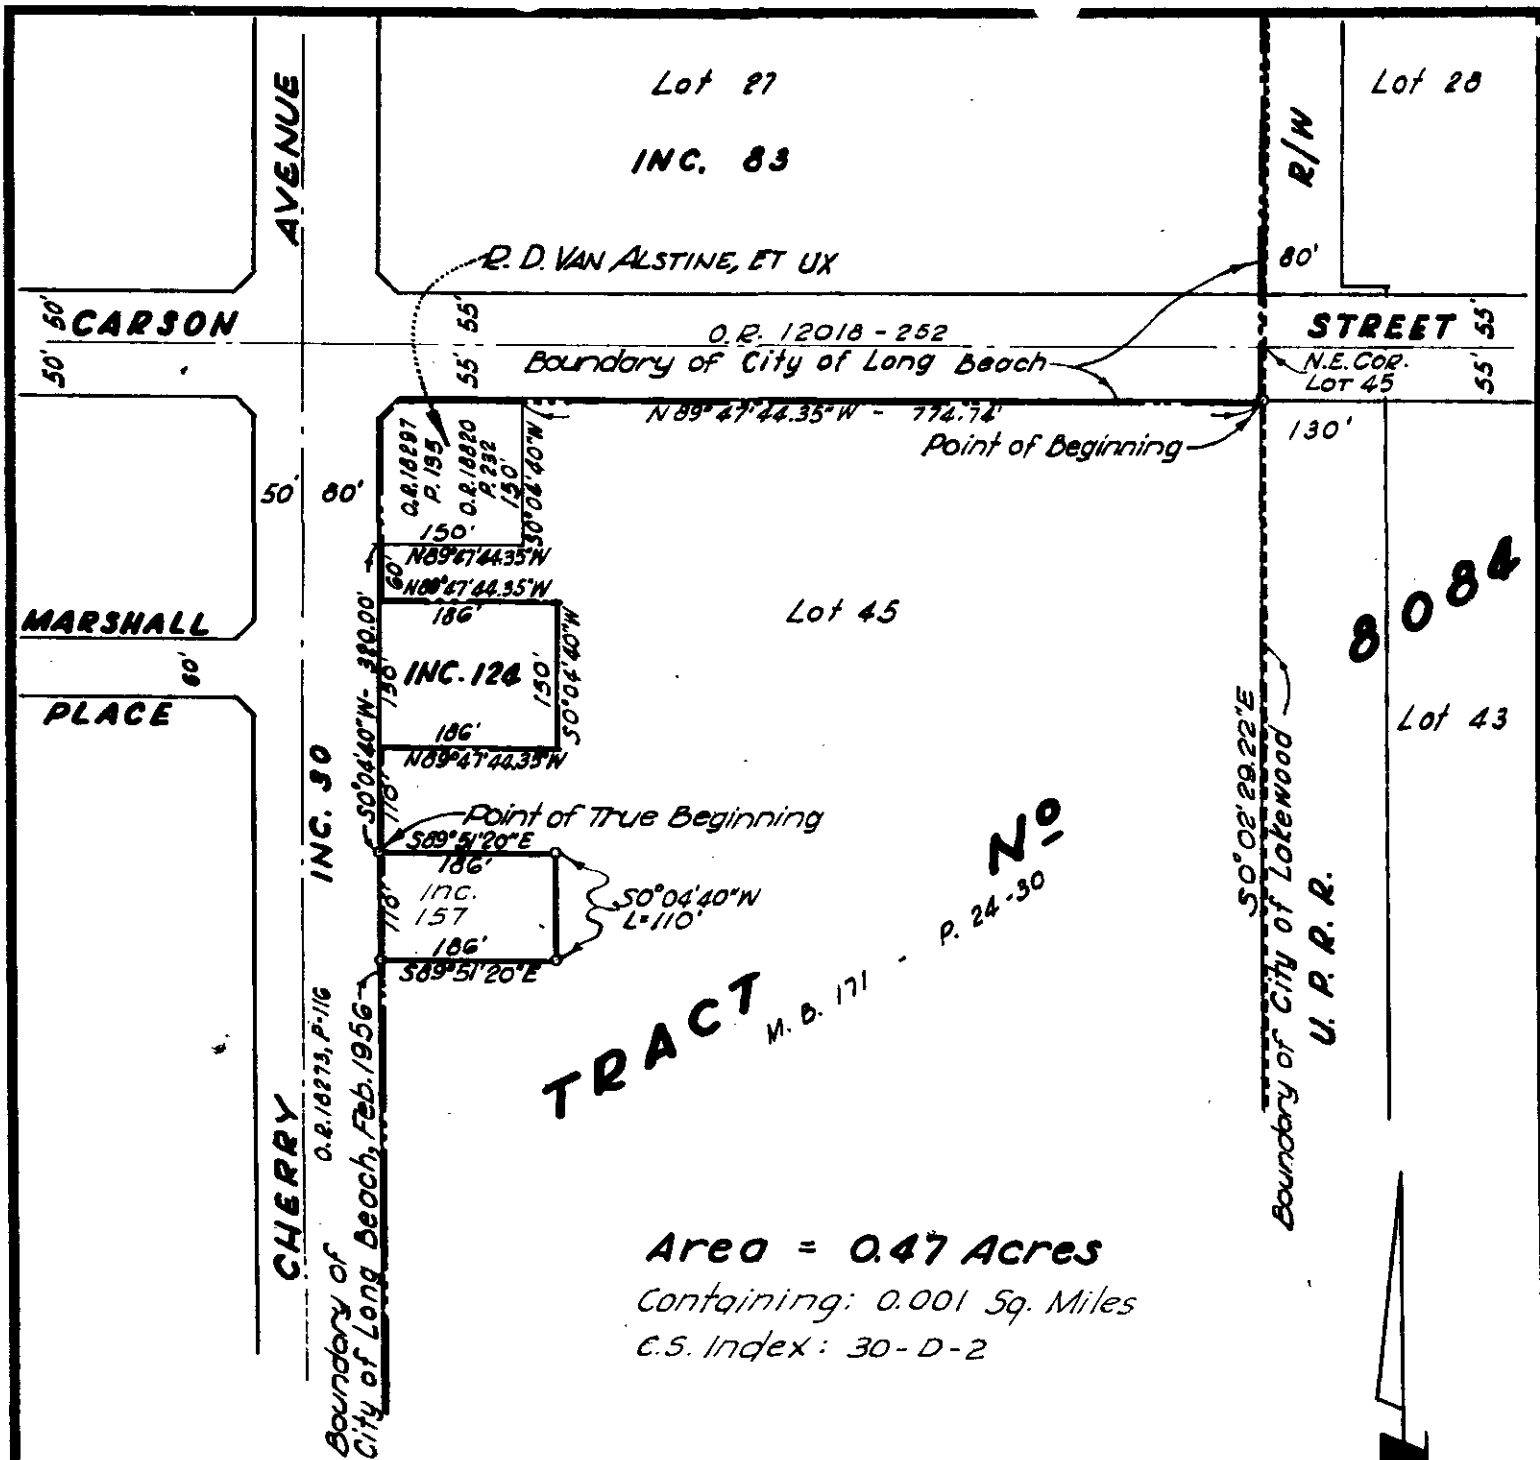 Lot 27
Lot 28
INC. 83
AVENUE
R/W
80'
R. D. VAN ALSTINE, ET UX
50'
CARSON
50'
55'
55'
O.R. 12018 - 252
STREET
55'
55'
Boundary of City of Long Beach
N.E. COR.
LOT 45
N 89°47'44.35"W - 774.74'
Point of Beginning
130'
O.R. 18297
P. 135
O.R. 18820
P. 232
150'
S0°04'40"W
50' 80'
150'
N89°47'44.35"W
60'
N89°47'44.35"W
186'
MARSHALL
60'
PLACE
S0°04'40"W - 380.00'
150'
INC. 124
150'
S0°04'40"W
186'
N89°47'44.35"W
110'
Lot 45
8084
Lot 43
S0°02'29.22"E
Boundary of City of Lakewood
U. P. R. R.
INC. 30
Point of True Beginning
S89°51'20"E
186'
Inc.
157
110'
S0°04'40"W
L=110'
186'
S89°51'20"E
TRACT Nº
M. B. 171 - P. 24-30
CHERRY
O.R. 18273, P-116
Boundary of
City of Long Beach, Feb. 1956
Area = 0.47 Acres
Containing: 0.001 Sq. Miles
C.S. Index: 30-D-2